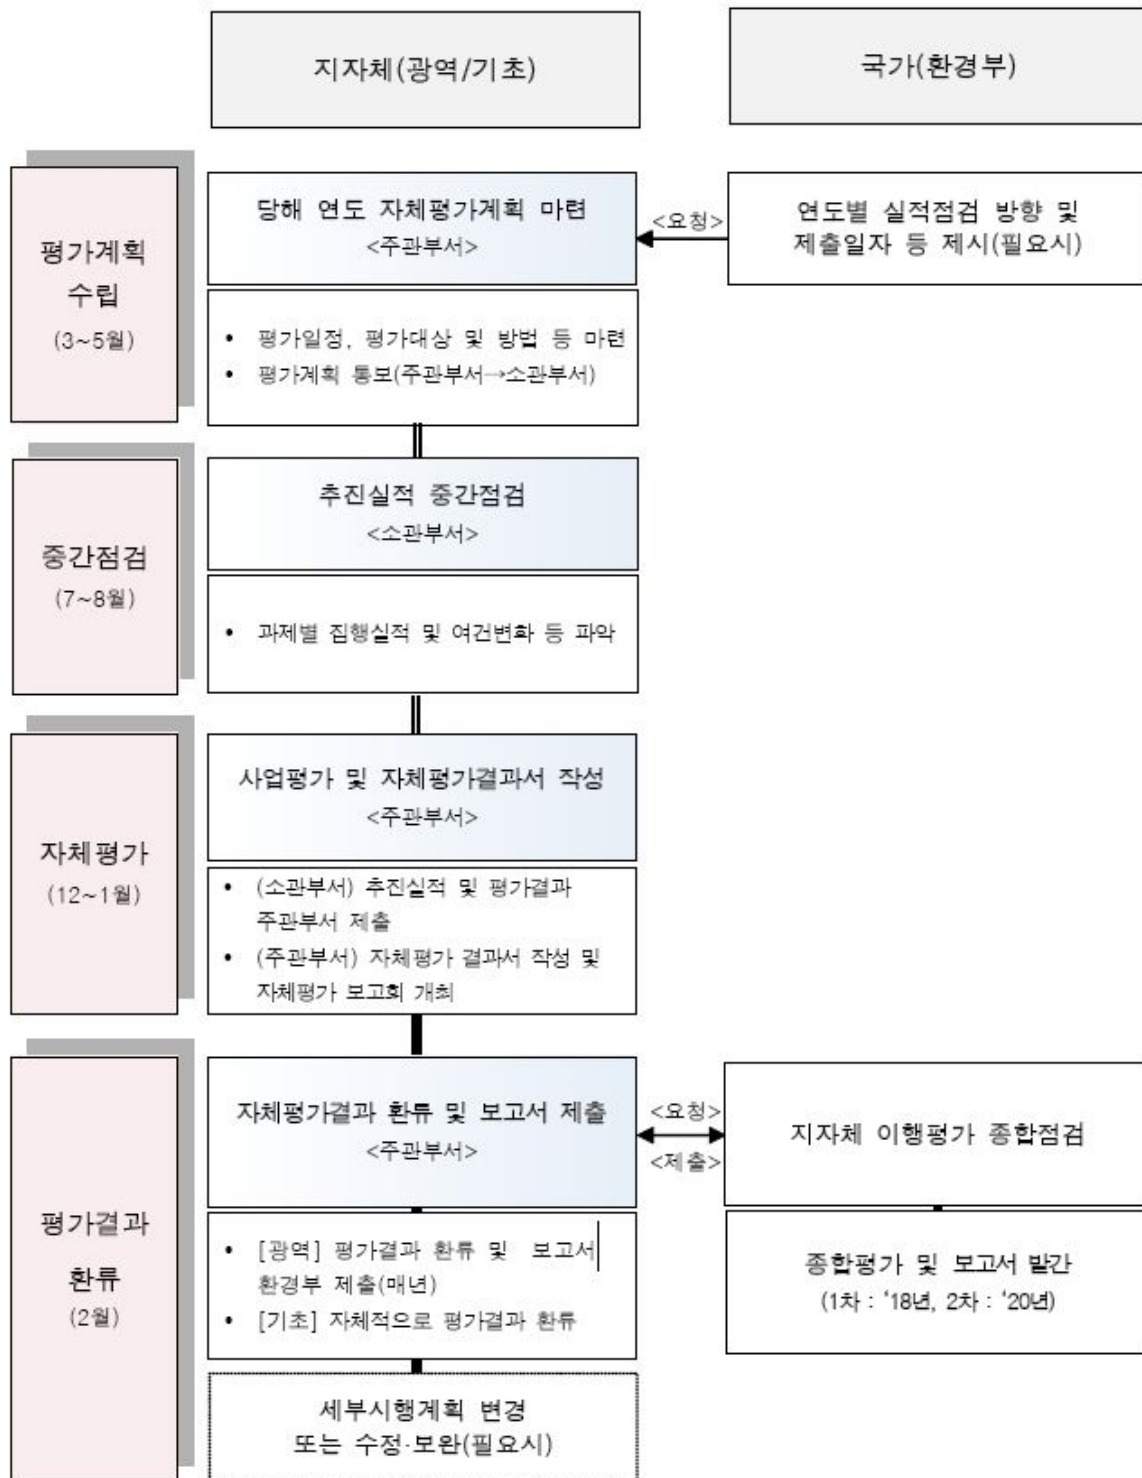 지자체(광역/기초)
국가(환경부)
평가계획
수립
(3~5월)
당해 연도 자체평가계획 마련
<주관부서>
<요청>
연도별 실적점검 방향 및
제출일자 등 제시(필요시)
• 평가일정, 평가대상 및 방법 등 마련
• 평가계획 통보(주관부서→소관부서)
중간점검
(7~8월)
추진실적 중간점검
<소관부서>
• 과제별 집행실적 및 여건변화 등 파악
자체평가
(12~1월)
사업평가 및 자체평가결과서 작성
<주관부서>
• (소관부서) 추진실적 및 평가결과
주관부서 제출
• (주관부서) 자체평가 결과서 작성 및
자체평가 보고회 개최
평가결과
환류
(2월)
자체평가결과 환류 및 보고서 제출
<주관부서>
<요청>
<제출>
지자체 이행평가 종합점검
• [광역] 평가결과 환류 및 보고서
환경부 제출(매년)
• [기초] 자체적으로 평가결과 환류
종합평가 및 보고서 발간
(1차 : ‘18년, 2차 : ‘20년)
세부시행계획 변경
또는 수정·보완(필요시)